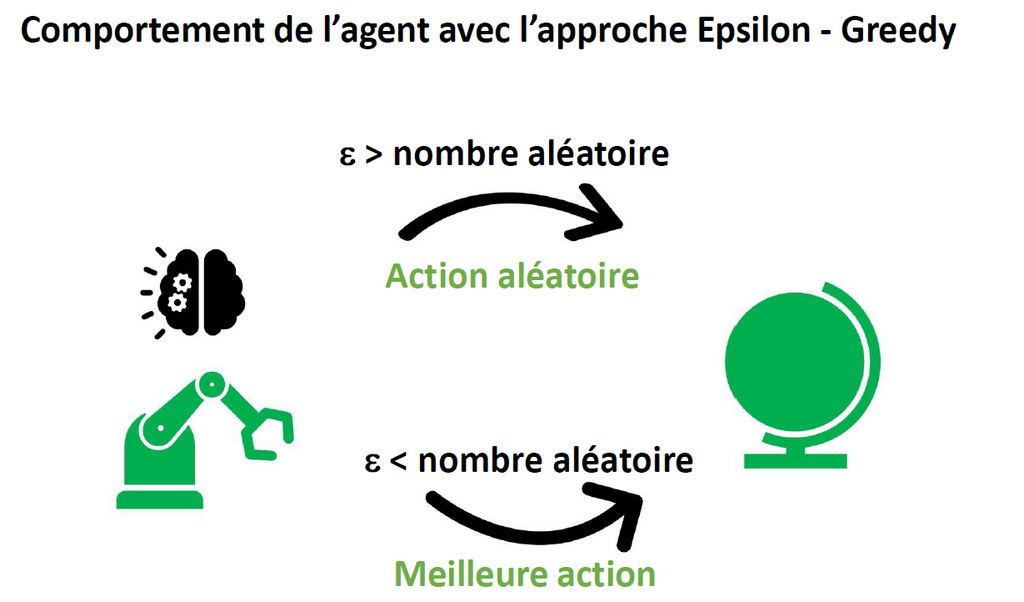 Comportement de l’agent avec l’approche Epsilon - Greedy
ε > nombre aléatoire
Action aléatoire
ε < nombre aléatoire
Meilleure action